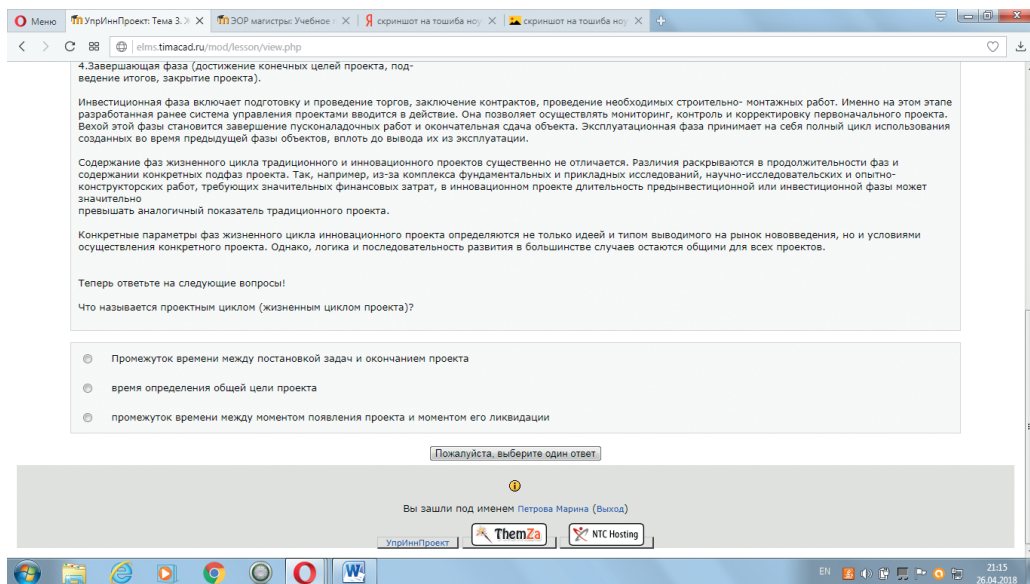 Меню
УпрИннПроект: Тема 3. Ж
ЭОР магистры: Учебное п
скриншот на тошиба ноу
скриншот на тошиба ноу
elms.timacad.ru/mod/lesson/view.php
4.Завершающая фаза (достижение конечных целей проекта, под-
ведение итогов, закрытие проекта).
Инвестиционная фаза включает подготовку и проведение торгов, заключение контрактов, проведение необходимых строительно- монтажных работ. Именно на этом этапе
разработанная ранее система управления проектами вводится в действие. Она позволяет осуществлять мониторинг, контроль и корректировку первоначального проекта.
Вехой этой фазы становится завершение пусконаладочных работ и окончательная сдача объекта. Эксплуатационная фаза принимает на себя полный цикл использования
созданных во время предыдущей фазы объектов, вплоть до вывода их из эксплуатации.
Содержание фаз жизненного цикла традиционного и инновационного проектов существенно не отличается. Различия раскрываются в продолжительности фаз и
содержании конкретных подфаз проекта. Так, например, из-за комплекса фундаментальных и прикладных исследований, научно-исследовательских и опытно-
конструкторских работ, требующих значительных финансовых затрат, в инновационном проекте длительность предынвестиционной или инвестиционной фазы может
значительно
превышать аналогичный показатель традиционного проекта.
Конкретные параметры фаз жизненного цикла инновационного проекта определяются не только идеей и типом выводимого на рынок нововведения, но и условиями
осуществления конкретного проекта. Однако, логика и последовательность развития в большинстве случаев остаются общими для всех проектов.
Теперь ответьте на следующие вопросы!
Что называется проектным циклом (жизненным циклом проекта)?
Промежуток времени между постановкой задач и окончанием проекта
время определения общей цели проекта
промежуток времени между моментом появления проекта и моментом его ликвидации
Пожалуйста, выберите один ответ
Вы зашли под именем Петрова Марина (Выход)
УпрИннПроект
ThemZa
NTC Hosting
EN
21:15
26.04.2018